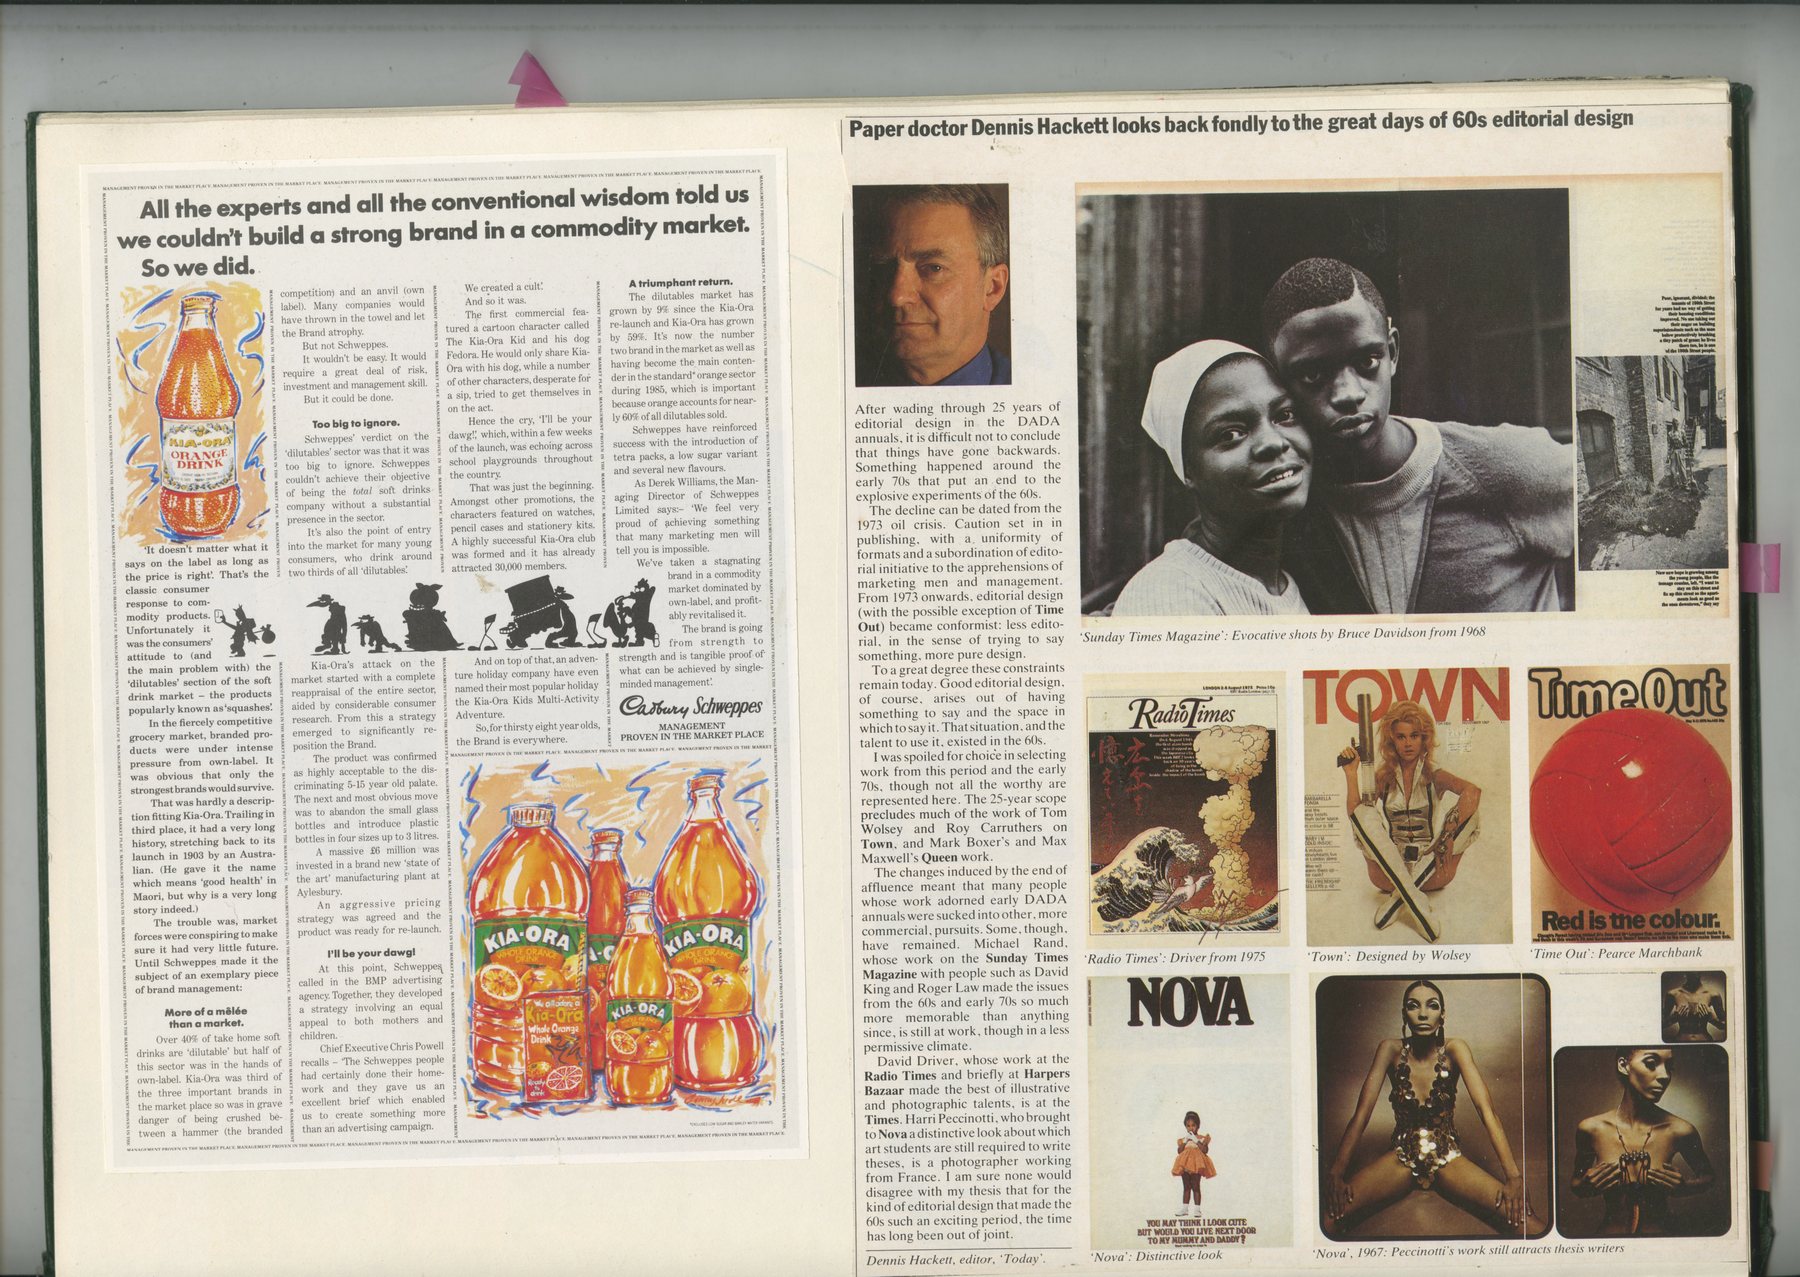 MANAGEMENT PROVEN IN THE MARKET PLACE.
All the experts and all the conventional wisdom told us
we couldn't build a strong brand in a commodity market.
So we did.
KIA-ORA
ORANGE
DRINK
'It doesn't matter what it
says on the label as long as
the price is right'. That's the
classic consumer
response to com-
modity products.
Unfortunately it
was the consumers'
attitude to (and
the main problem with) the
'dilutables' section of the soft
drink market – the products
popularly known as 'squashes'.
In the fiercely competitive
grocery market, branded pro-
ducts were under intense
pressure from own-label. It
was obvious that only the
strongest brands would survive.
That was hardly a descrip-
tion fitting Kia-Ora. Trailing in
third place, it had a very long
history, stretching back to its
launch in 1903 by an Austra-
lian. (He gave it the name
which means 'good health' in
Maori, but why is a very long
story indeed.)
The trouble was, market
forces were conspiring to make
sure it had very little future.
Until Schweppes made it the
subject of an exemplary piece
of brand management:
More of a mêlée
than a market.
Over 40% of take home soft
drinks are 'dilutable' but half of
this sector was in the hands of
own-label. Kia-Ora was third of
the three important brands in
the market place so was in grave
danger of being crushed be-
tween a hammer (the branded
competition) and an anvil (own
label). Many companies would
have thrown in the towel and let
the Brand atrophy.
But not Schweppes.
It wouldn't be easy. It would
require a great deal of risk,
investment and management skill.
But it could be done.
Too big to ignore.
Schweppes' verdict on the
'dilutables' sector was that it was
too big to ignore. Schweppes
couldn't achieve their objective
of being the total soft drinks
company without a substantial
presence in the sector.
It's also the point of entry
into the market for many young
consumers, who drink around
two thirds of all 'dilutables'.
Kia-Ora's attack on the
market started with a complete
reappraisal of the entire sector,
aided by considerable consumer
research. From this a strategy
emerged to significantly re-
position the Brand.
The product was confirmed
as highly acceptable to the dis-
criminating 5-15 year old palate.
The next and most obvious move
was to abandon the small glass
bottles and introduce plastic
bottles in four sizes up to 3 litres.
A massive £6 million was
invested in a brand new 'state of
the art' manufacturing plant at
Aylesbury.
An aggressive pricing
strategy was agreed and the
product was ready for re-launch.
I'll be your dawg!
At this point, Schweppes
called in the BMP advertising
agency. Together, they developed
a strategy involving an equal
appeal to both mothers and
children.
Chief Executive Chris Powell
recalls – 'The Schweppes people
had certainly done their home-
work and they gave us an
excellent brief which enabled
us to create something more
than an advertising campaign.
We created a cult'.
And so it was.
The first commercial fea-
tured a cartoon character called
The Kia-Ora Kid and his dog
Fedora. He would only share Kia-
Ora with his dog, while a number
of other characters, desperate for
a sip, tried to get themselves in
on the act.
Hence the cry, 'I'll be your
dawg!', which, within a few weeks
of the launch, was echoing across
school playgrounds throughout
the country.
That was just the beginning.
Amongst other promotions, the
characters featured on watches,
pencil cases and stationery kits.
A highly successful Kia-Ora club
was formed and it has already
attracted 30,000 members.
And on top of that, an adven-
ture holiday company have even
named their most popular holiday
the Kia-Ora Kids Multi-Activity
Adventure.
So, for thirsty eight year olds,
the Brand is everywhere.
A triumphant return.
The dilutables market has
grown by 9% since the Kia-Ora
re-launch and Kia-Ora has grown
by 59%. It's now the number
two brand in the market as well as
having become the main conten-
der in the standard* orange sector
during 1985, which is important
because orange accounts for near-
ly 60% of all dilutables sold.
Schweppes have reinforced
success with the introduction of
tetra packs, a low sugar variant
and several new flavours.
As Derek Williams, the Man-
aging Director of Schweppes
Limited says:– 'We feel very
proud of achieving something
that many marketing men will
tell you is impossible.
We've taken a stagnating
brand in a commodity
market dominated by
own-label, and profit-
ably revitalised it.
The brand is going
from strength to
strength and is tangible proof of
what can be achieved by single-
minded management'.
Cadbury Schweppes
MANAGEMENT
PROVEN IN THE MARKET PLACE
KIA-ORA
WHOLE ORANGE
DRINK
KIA-ORA
WHOLE ORANGE
DRINK
KIA-ORA
We all adore a
Kia-Ora
Whole Orange
Drink
Ready
to
drink
*EXCLUDES LOW SUGAR AND BARLEY WATER VARIANTS
Paper doctor Dennis Hackett looks back fondly to the great days of 60s editorial design
After wading through 25 years of
editorial design in the DADA
annuals, it is difficult not to conclude
that things have gone backwards.
Something happened around the
early 70s that put an end to the
explosive experiments of the 60s.
The decline can be dated from the
1973 oil crisis. Caution set in in
publishing, with a uniformity of
formats and a subordination of edito-
rial initiative to the apprehensions of
marketing men and management.
From 1973 onwards, editorial design
(with the possible exception of Time
Out) became conformist: less edito-
rial, in the sense of trying to say
something, more pure design.
To a great degree these constraints
remain today. Good editorial design,
of course, arises out of having
something to say and the space in
which to say it. That situation, and the
talent to use it, existed in the 60s.
I was spoiled for choice in selecting
work from this period and the early
70s, though not all the worthy are
represented here. The 25-year scope
precludes much of the work of Tom
Wolsey and Roy Carruthers on
Town, and Mark Boxer's and Max
Maxwell's Queen work.
The changes induced by the end of
affluence meant that many people
whose work adorned early DADA
annuals were sucked into other, more
commercial, pursuits. Some, though,
have remained. Michael Rand,
whose work on the Sunday Times
Magazine with people such as David
King and Roger Law made the issues
from the 60s and early 70s so much
more memorable than anything
since, is still at work, though in a less
permissive climate.
David Driver, whose work at the
Radio Times and briefly at Harpers
Bazaar made the best of illustrative
and photographic talents, is at the
Times. Harri Peccinotti, who brought
to Nova a distinctive look about which
art students are still required to write
theses, is a photographer working
from France. I am sure none would
disagree with my thesis that for the
kind of editorial design that made the
60s such an exciting period, the time
has long been out of joint.
Dennis Hackett, editor, 'Today'.
'Sunday Times Magazine': Evocative shots by Bruce Davidson from 1968
Radio Times
'Radio Times': Driver from 1975
TOWN
'Town': Designed by Wolsey
Time Out
Red is the colour.
'Time Out': Pearce Marchbank
NOVA
YOU MAY THINK I LOOK CUTE
BUT WOULD YOU LIVE NEXT DOOR
TO MY MUMMY AND DADDY?
'Nova': Distinctive look
'Nova', 1967: Peccinotti's work still attracts thesis writers